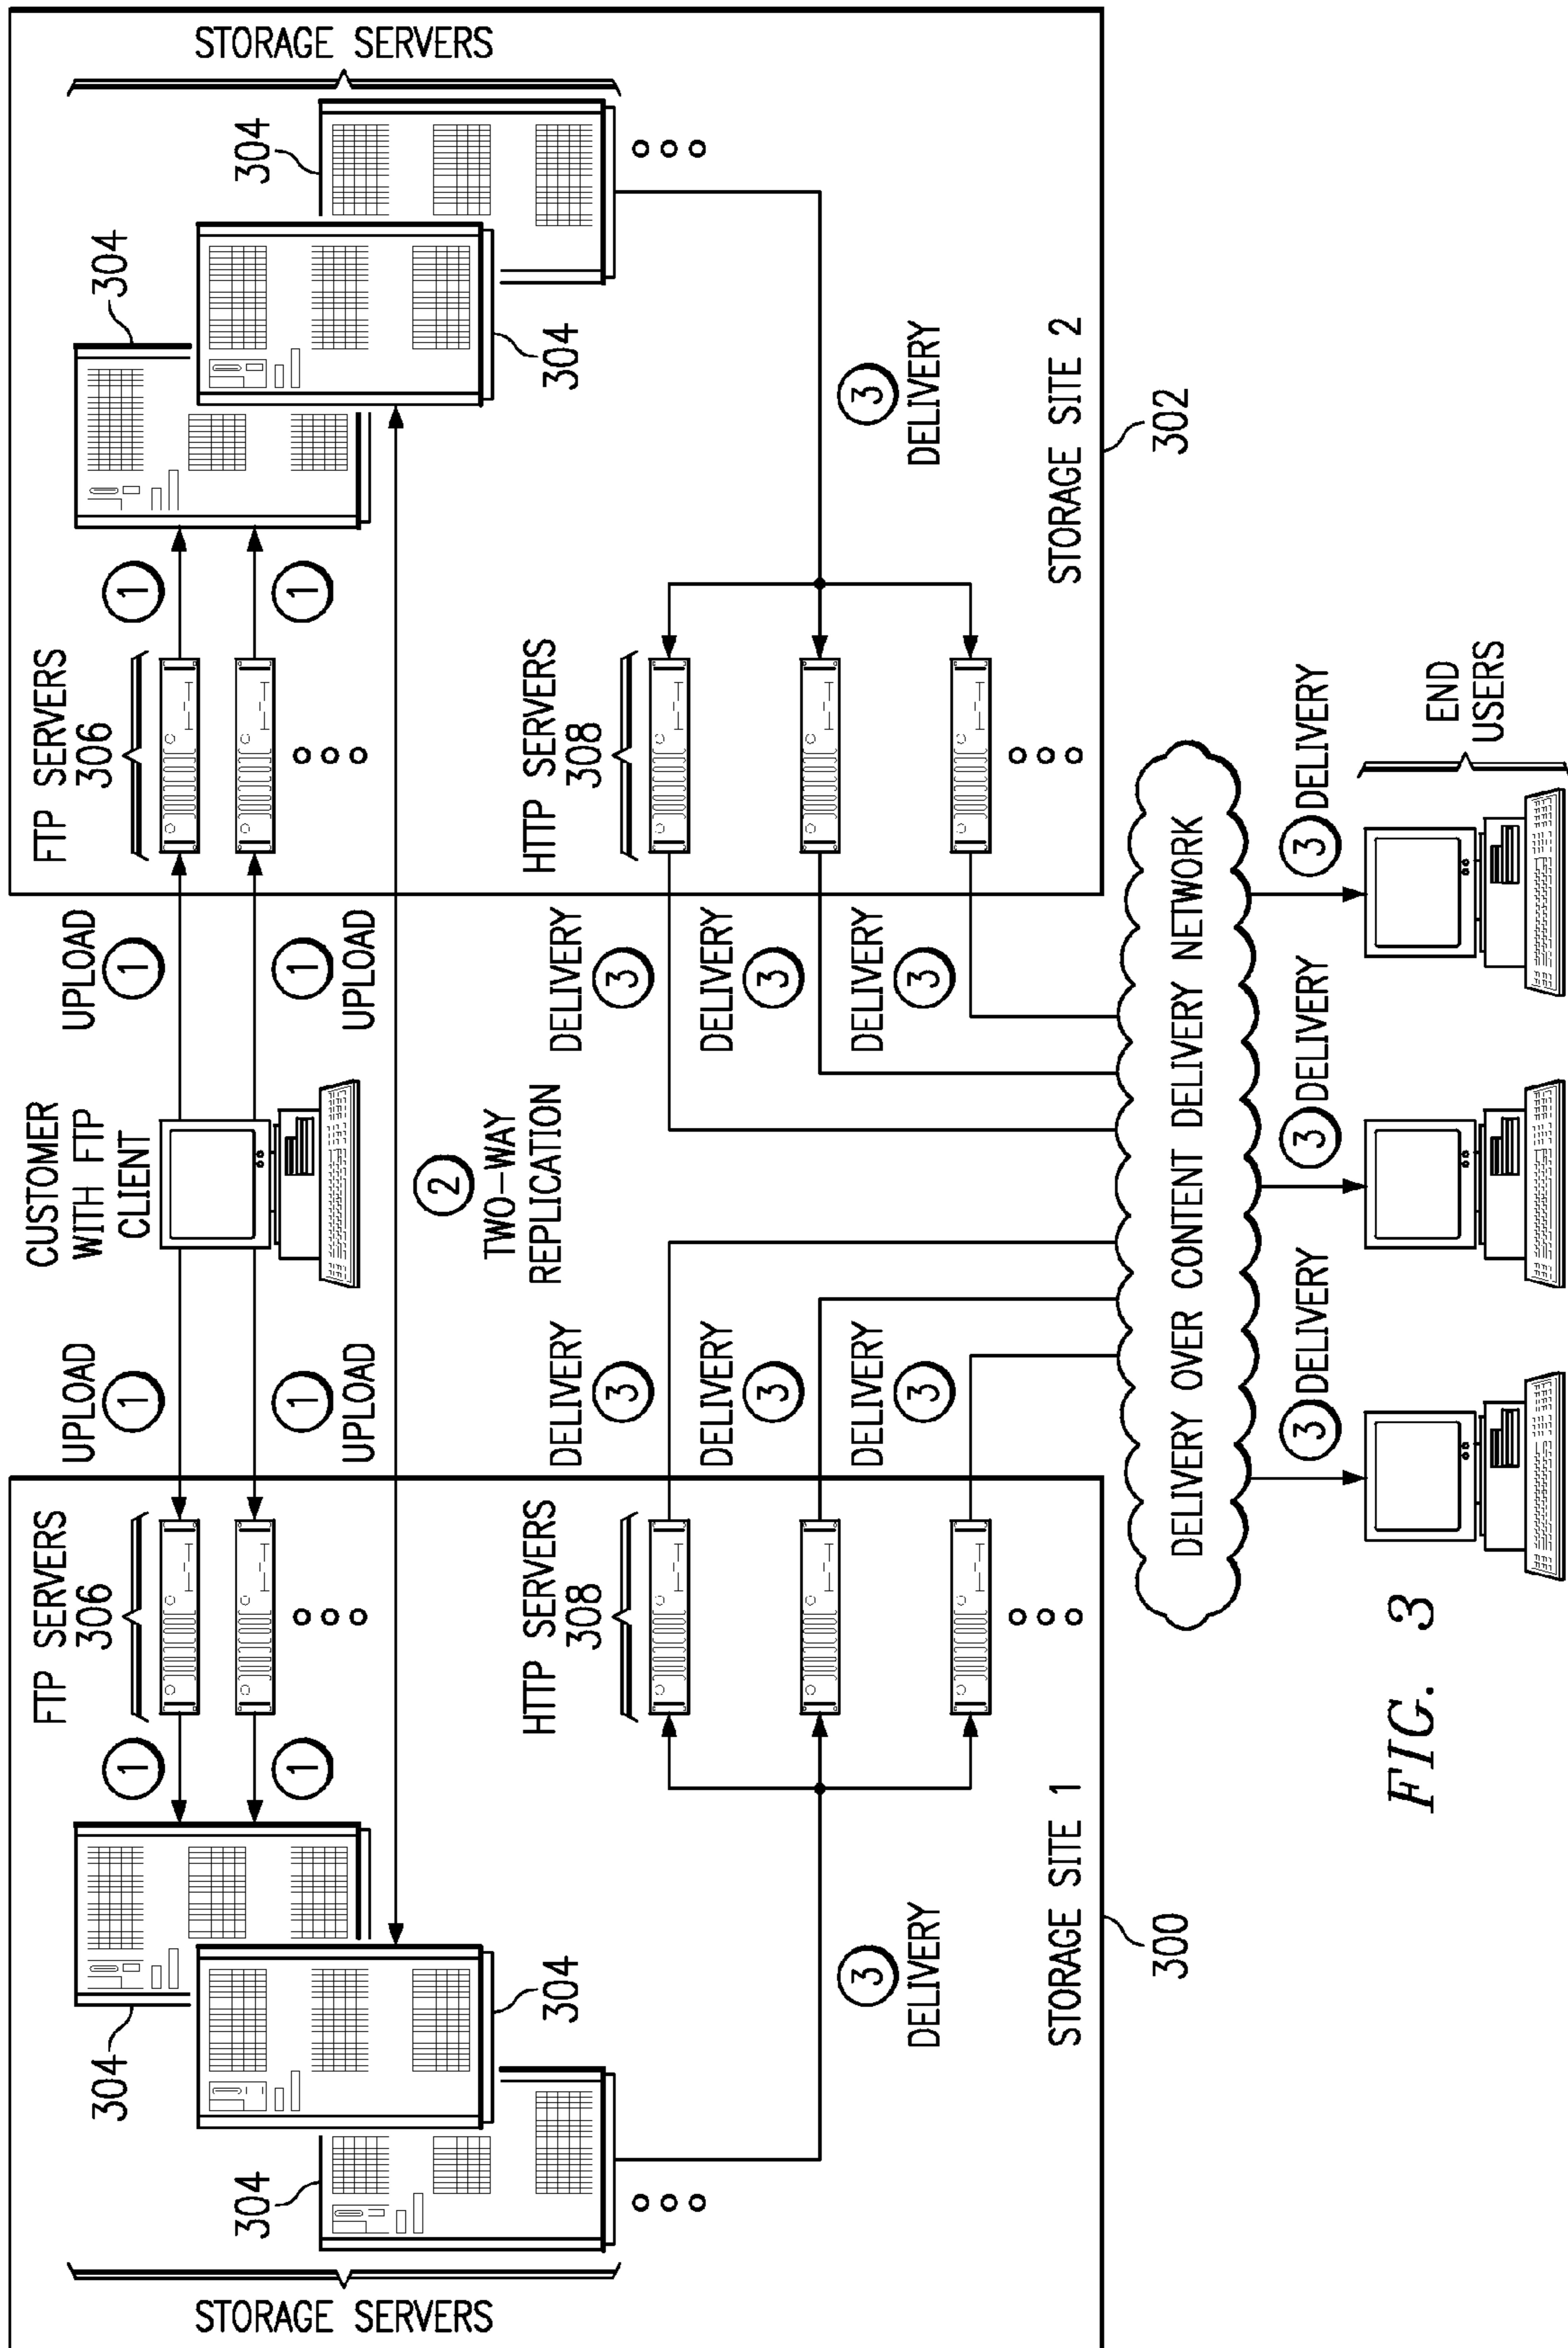 STORAGE SERVERS
304
304
304
1
1
FTP SERVERS
306
UPLOAD
1
1
UPLOAD
CUSTOMER
WITH FTP
CLIENT
UPLOAD
1
1
UPLOAD
FTP SERVERS
306
1
1
304
304
304
STORAGE SERVERS
2
TWO-WAY
REPLICATION
HTTP SERVERS
308
DELIVERY
3
DELIVERY
3
DELIVERY
3
3
DELIVERY
DELIVERY
3
DELIVERY
3
DELIVERY
3
HTTP SERVERS
308
3
DELIVERY
STORAGE SITE 1
300
STORAGE SITE 2
302
DELIVERY OVER CONTENT DELIVERY NETWORK
3 DELIVERY
3 DELIVERY
3 DELIVERY
END
USERS
FIG. 3